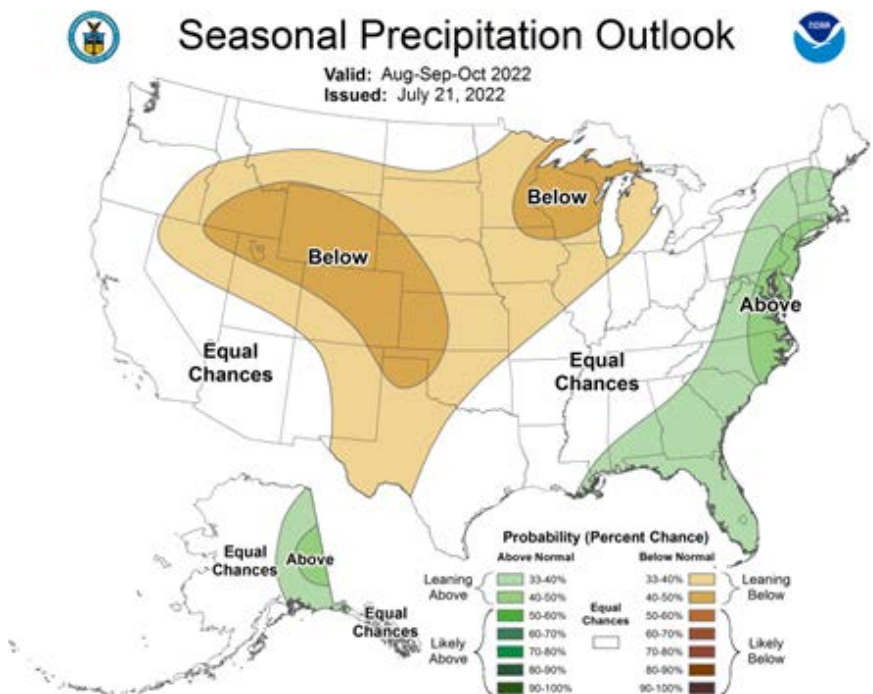 Seasonal Precipitation Outlook
Valid: Aug-Sep-Oct 2022
Issued: July 21, 2022
NOAA
Below
Below
Above
Equal
Chances
Equal
Chances
Equal
Chances
Above
Equal
Chances
Probability (Percent Chance)
Above Normal
Below Normal
Leaning
Above
33-40%
40-50%
Likely
Above
50-60%
60-70%
70-80%
80-90%
90-100%
Equal
Chances
33-40%
40-50%
Leaning
Below
50-60%
60-70%
70-80%
80-90%
90-100%
Likely
Below